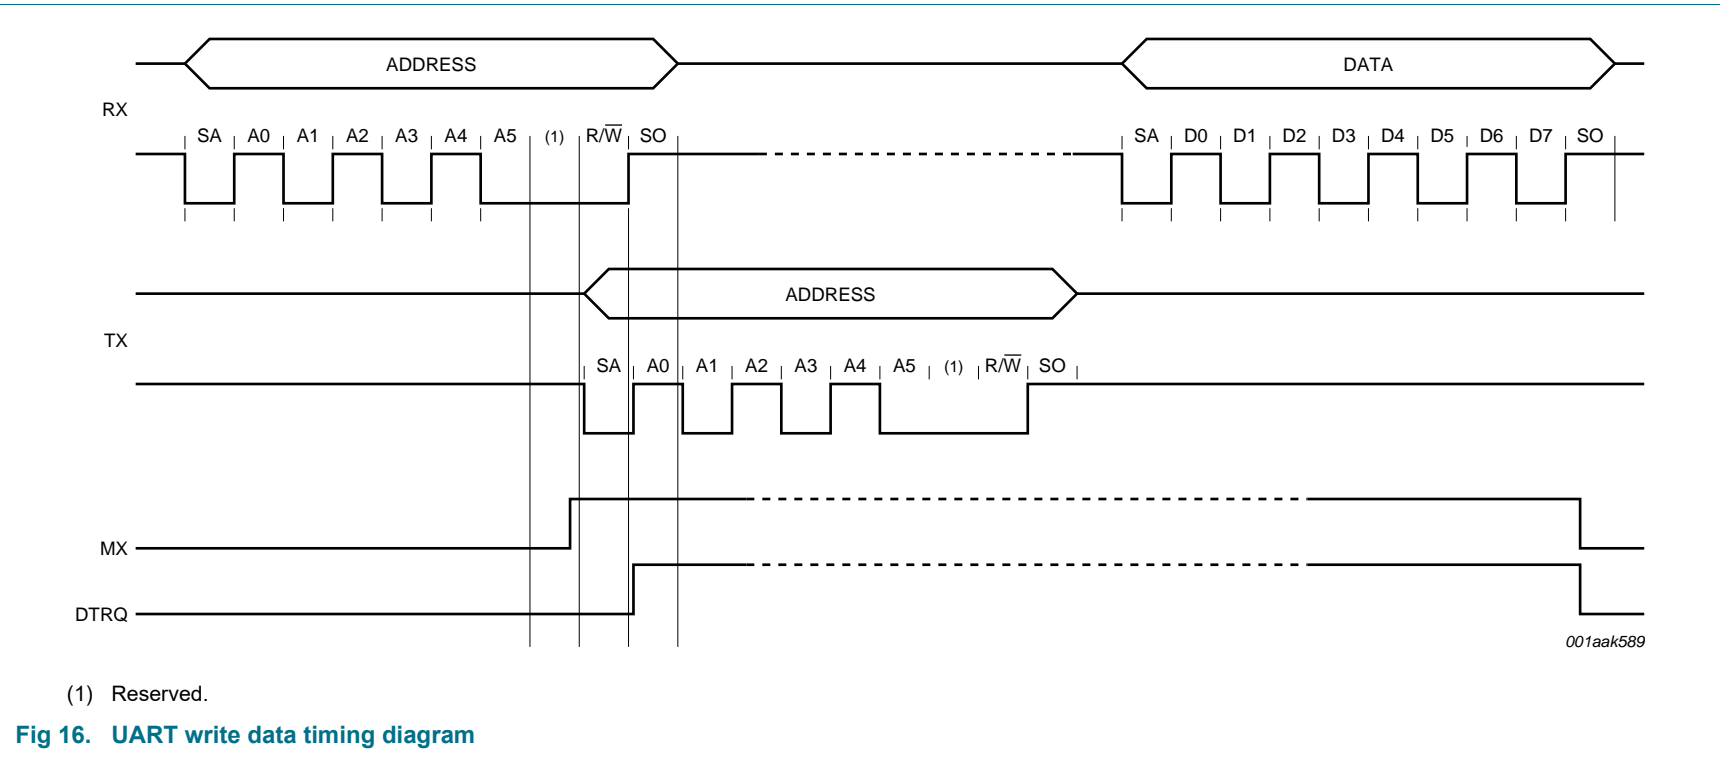 ADDRESS DATA
RX
SA A0 A1 A2 A3 A4 A5 (1) R/W̅ SO SA D0 D1 D2 D3 D4 D5 D6 D7 SO
ADDRESS
TX
SA A0 A1 A2 A3 A4 A5 (1) R/W̅ SO
MX
DTRQ
001aak589
(1) Reserved.
Fig 16. UART write data timing diagram